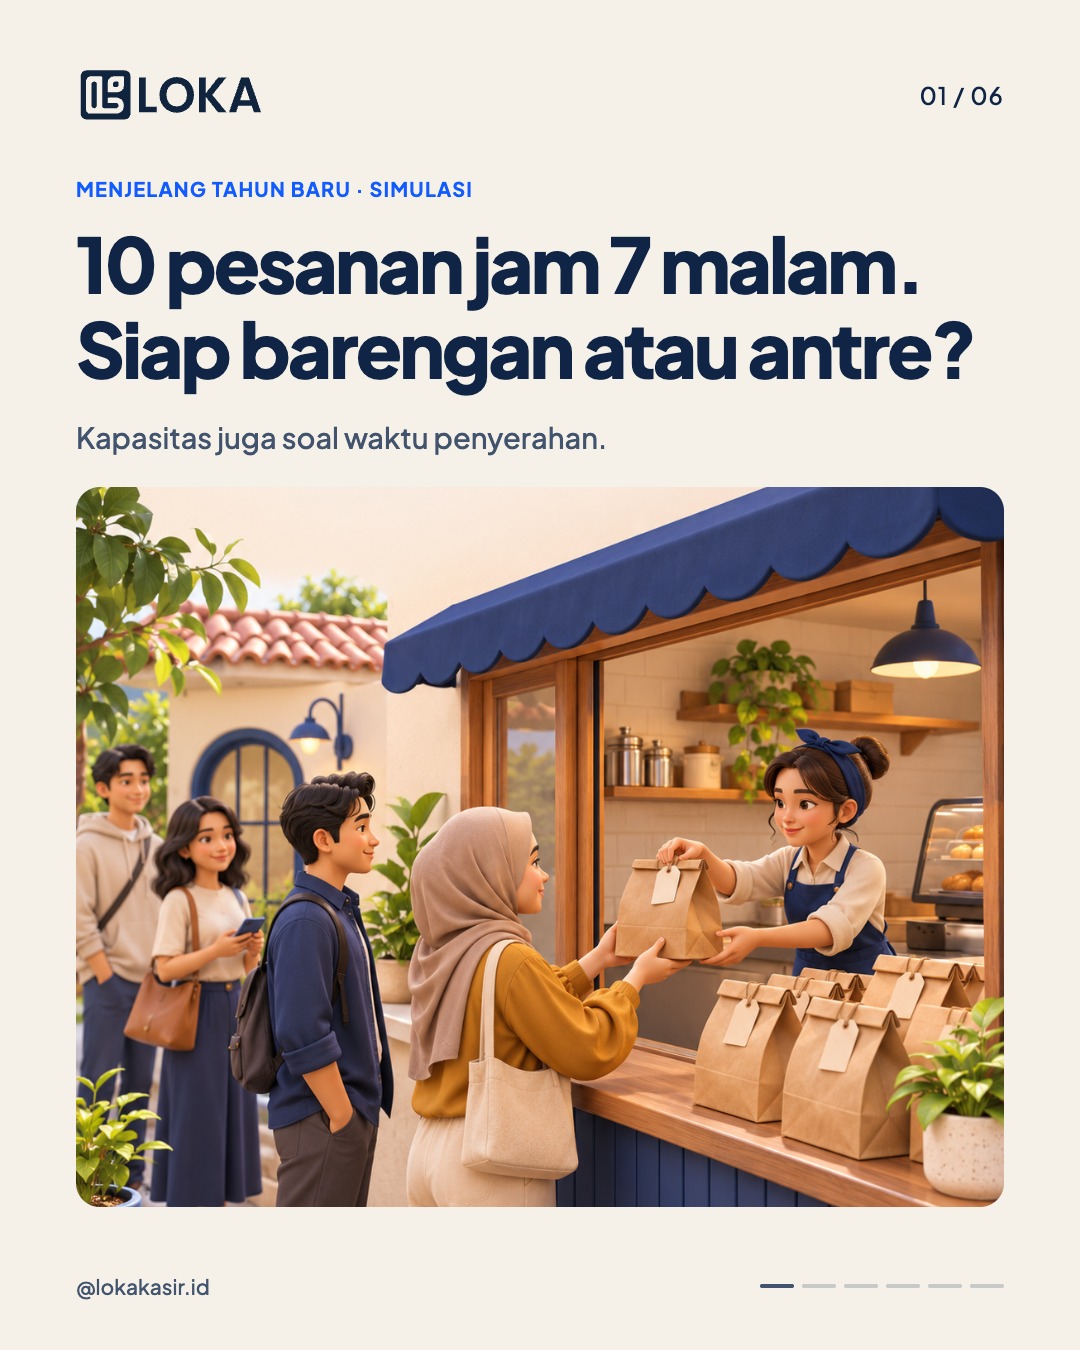 LOKA
01 / 06
MENJELANG TAHUN BARU · SIMULASI
10 pesanan jam 7 malam.
Siap barengan atau antre?
Kapasitas juga soal waktu penyerahan.
@lokakasir.id